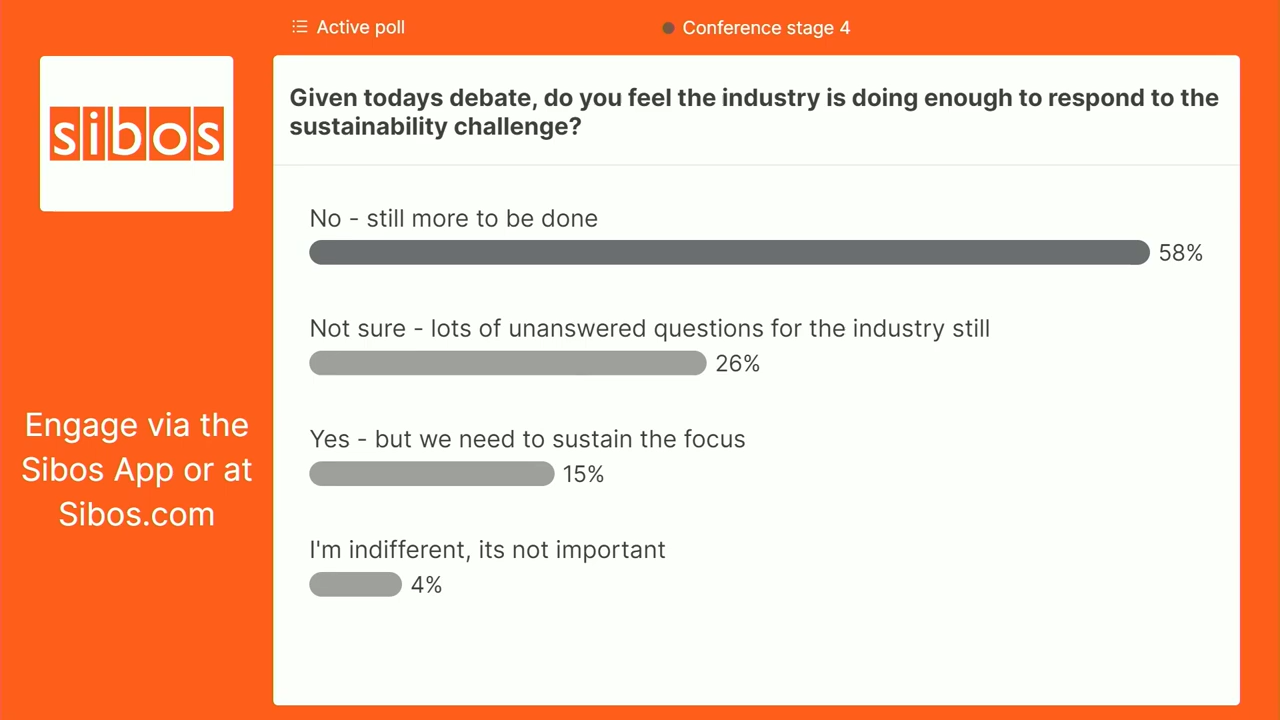 Active poll
Conference stage 4
sibos
Given todays debate, do you feel the industry is doing enough to respond to the
sustainability challenge?
No - still more to be done
58%
Not sure - lots of unanswered questions for the industry still
26%
Yes - but we need to sustain the focus
15%
I'm indifferent, its not important
4%
Engage via the
Sibos App or at
Sibos.com